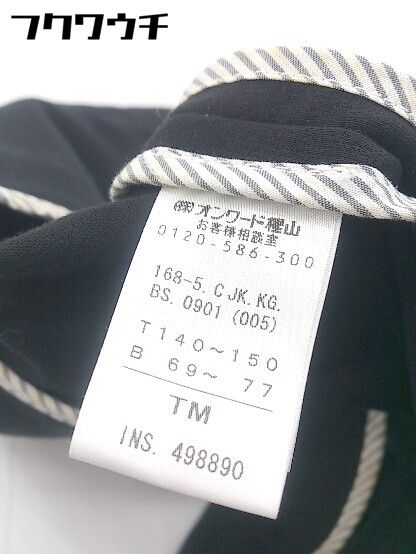 フクワウチ
㈱オンワード樫山
お客様相談室
0120-586-300
168-5. C JK. KG.
BS. 0901 (005)
T 140～150
B 69～ 77
TM
INS. 498890